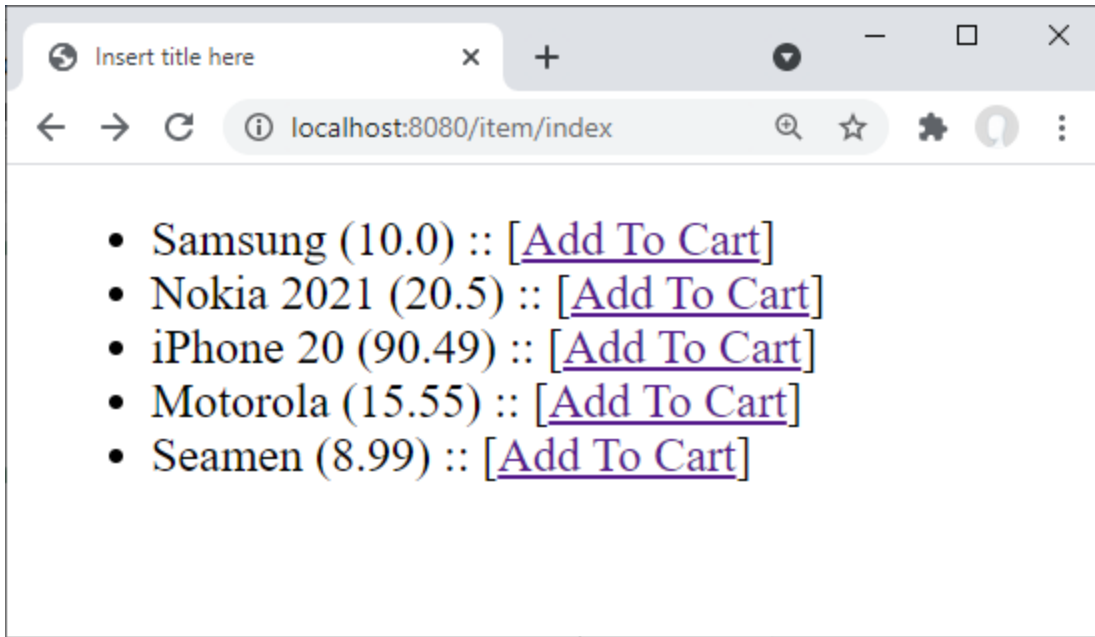 Insert title here
localhost:8080/item/index
• Samsung (10.0) :: [Add To Cart]
• Nokia 2021 (20.5) :: [Add To Cart]
• iPhone 20 (90.49) :: [Add To Cart]
• Motorola (15.55) :: [Add To Cart]
• Seamen (8.99) :: [Add To Cart]